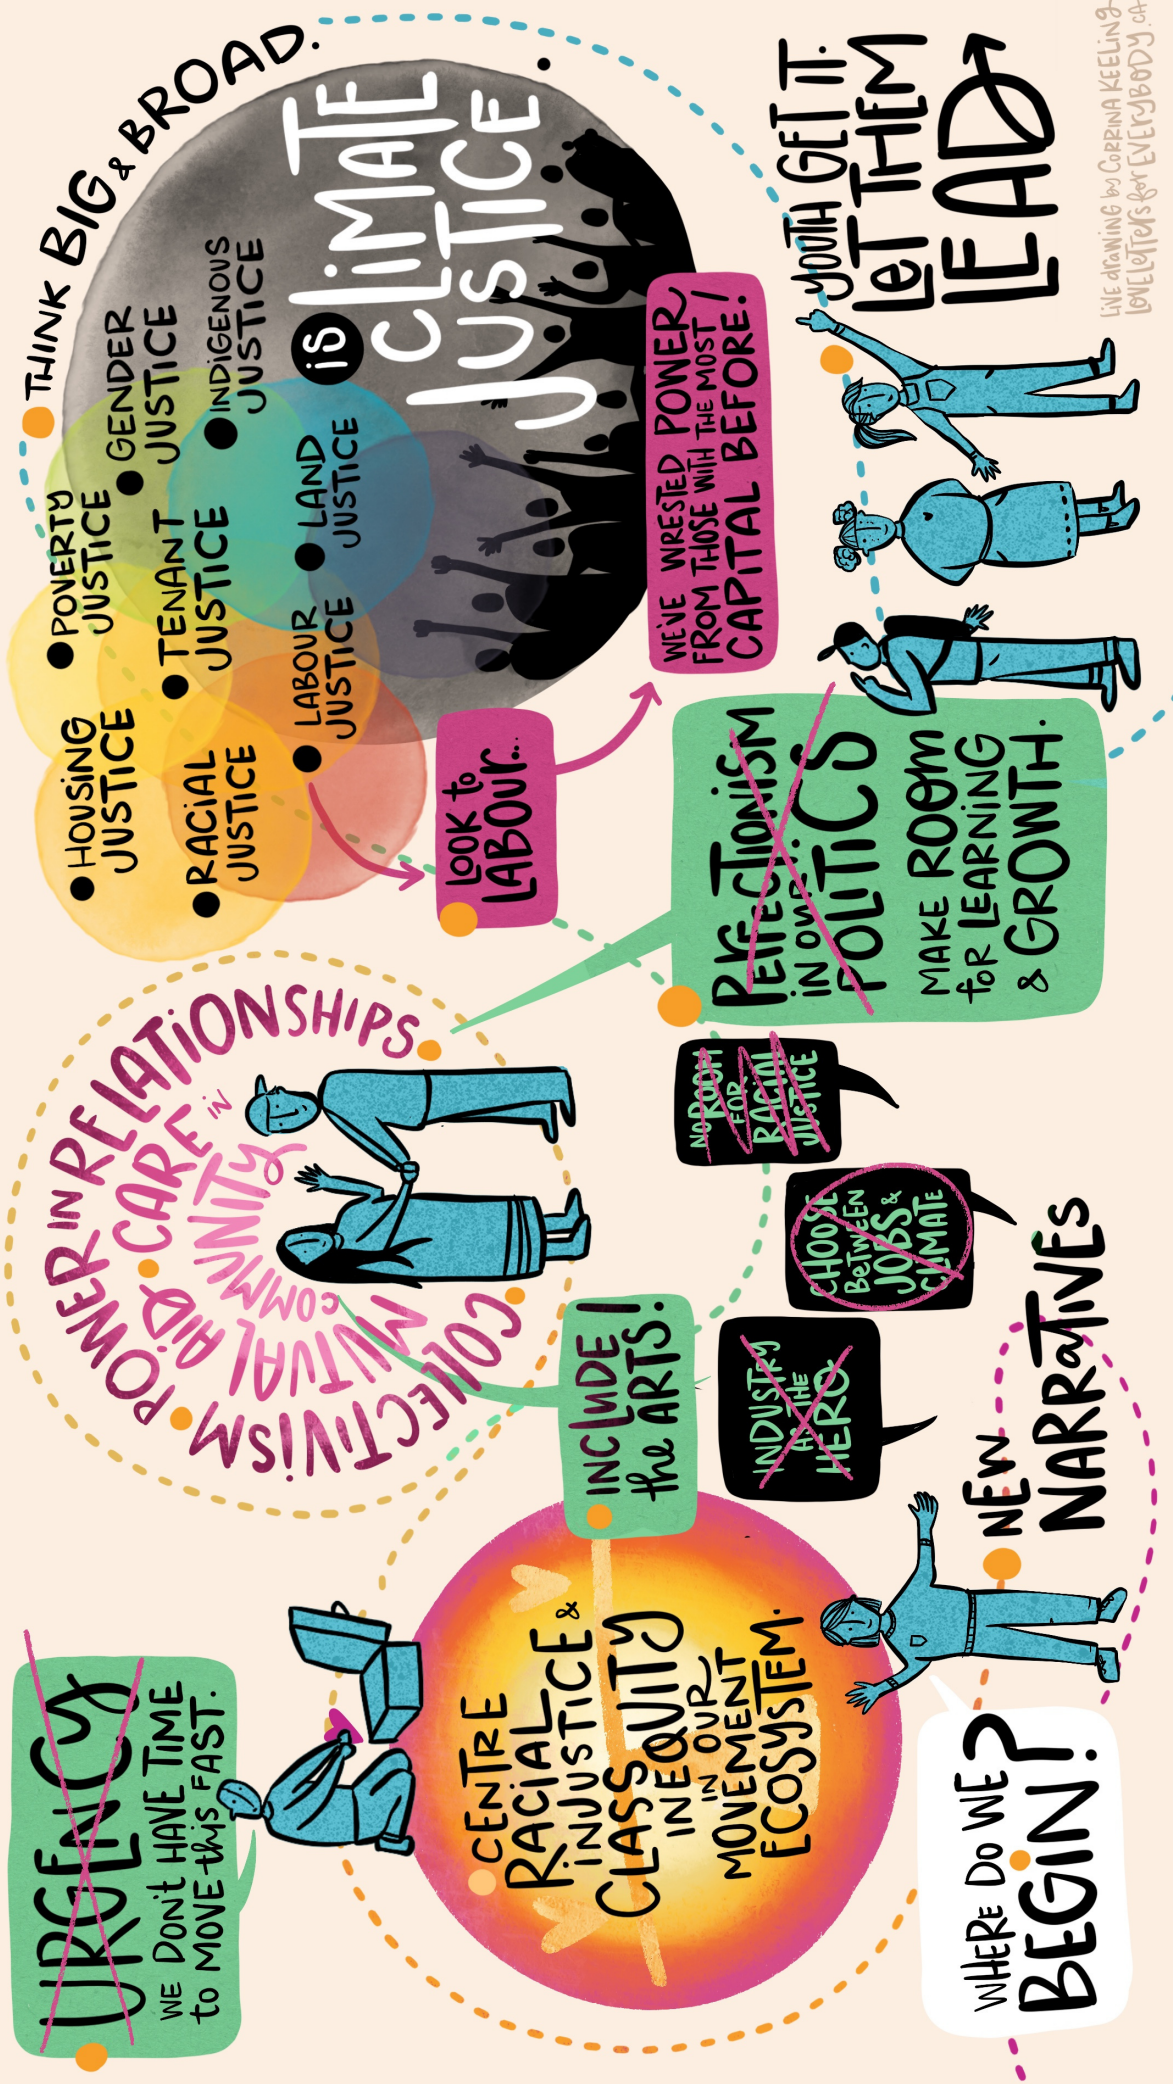 URGENCY
WE DON't HAVE TIME
to MOVE this FAST.
WHERE DO WE
BEGIN?
CENTRE
RACIAL
INJUSTICE &
CLASS
INEQUITY
IN OUR
MOVEMENT
ECOSYSTEM.
NEW
NARRATIVES
INDUSTRY
AS THE
HERO
CHOOSE
BETWEEN
JOBS &
CLIMATE
NO ROOM
FOR
RACIAL
JUSTICE
INCLUDE
the ARTS!
COLLECTIVISM • POWER IN RELATIONSHIPS.
MUTUAL AID • CARE IN
COMMUNITY
PERFECTIONISM
IN OUR
POLITICS
MAKE ROOM
for LEARNING
& GROWTH.
THINK BIG & BROAD.
HOUSING
JUSTICE
POVERTY
JUSTICE
GENDER
JUSTICE
RACIAL
JUSTICE
TENANT
JUSTICE
INDIGENOUS
JUSTICE
LABOUR
JUSTICE
LAND
JUSTICE
IS
CLIMATE
JUSTICE.
LOOK to
LABOUR...
WE'VE WRESTED POWER
FROM THOSE WITH THE MOST
CAPITAL BEFORE!
YOUTH GET IT.
LET THEM
LEAD
LIVE drawing by CORRINA KEELING
LOVELETTERS for EVERYBODY.CA